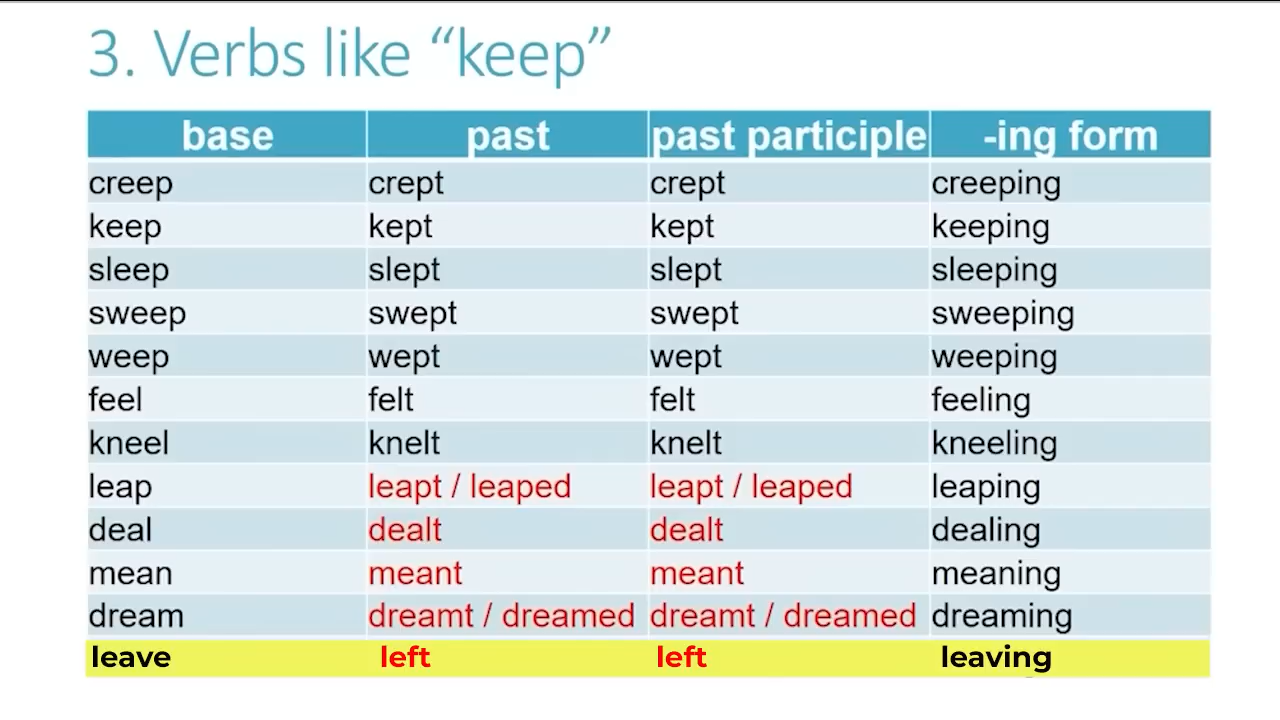 3. Verbs like “keep”
base past past participle -ing form
creep crept crept creeping
keep kept kept keeping
sleep slept slept sleeping
sweep swept swept sweeping
weep wept wept weeping
feel felt felt feeling
kneel knelt knelt kneeling
leap leapt / leaped leapt / leaped leaping
deal dealt dealt dealing
mean meant meant meaning
dream dreamt / dreamed dreamt / dreamed dreaming
leave left left leaving